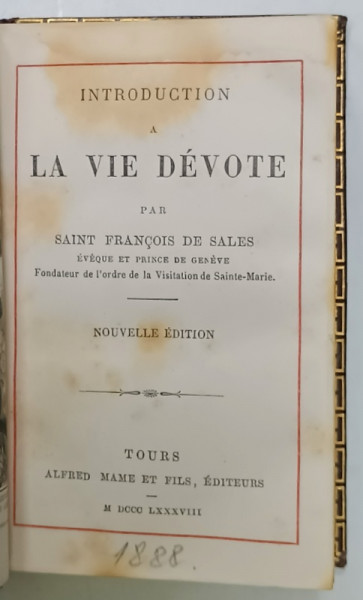 INTRODUCTION
A
LA VIE DÉVOTE
PAR
SAINT FRANÇOIS DE SALES
ÉVÊQUE ET PRINCE DE GENÈVE
Fondateur de l'ordre de la Visitation de Sainte-Marie.
NOUVELLE ÉDITION
TOURS
ALFRED MAME ET FILS, ÉDITEURS
M DCCC LXXXVIII
1888.